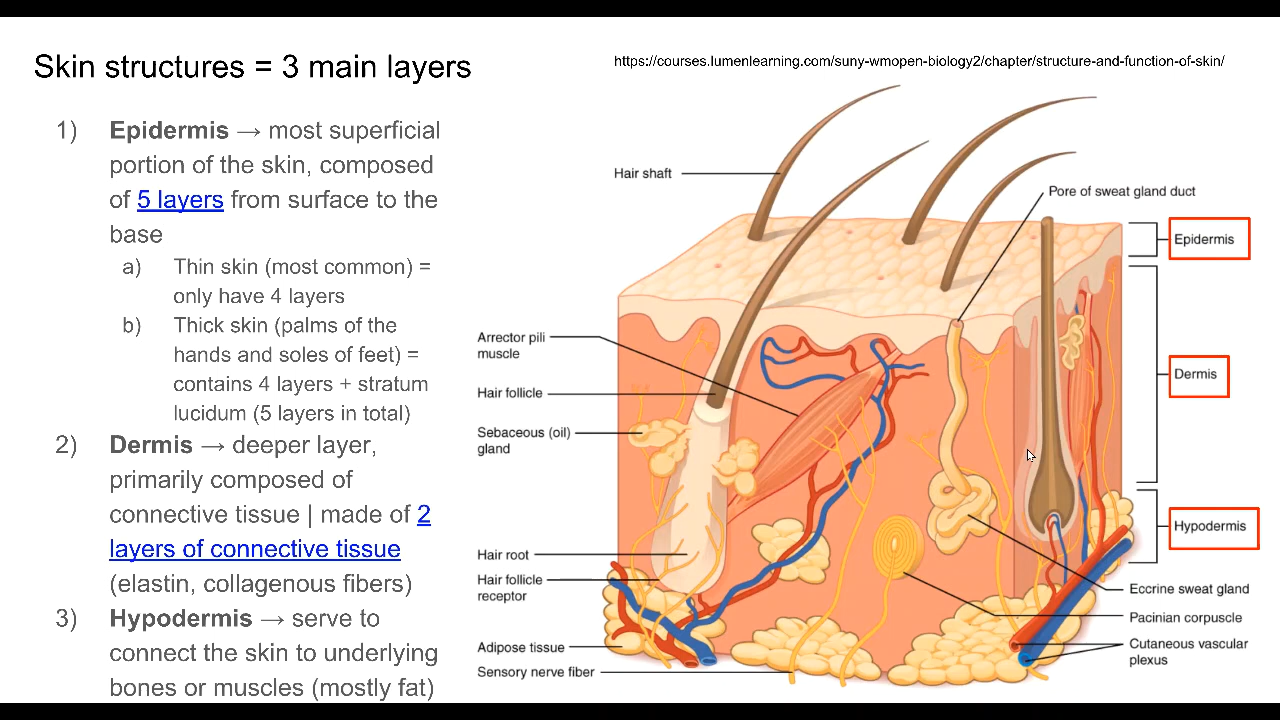 Skin structures = 3 main layers
https://courses.lumenlearning.com/suny-wmopen-biology2/chapter/structure-and-function-of-skin/
1) Epidermis → most superficial
portion of the skin, composed
of 5 layers from surface to the
base
a) Thin skin (most common) =
only have 4 layers
b) Thick skin (palms of the
hands and soles of feet) =
contains 4 layers + stratum
lucidum (5 layers in total)
2) Dermis → deeper layer,
primarily composed of
connective tissue | made of 2
layers of connective tissue
(elastin, collagenous fibers)
3) Hypodermis → serve to
connect the skin to underlying
bones or muscles (mostly fat)
Hair shaft
Arrector pili
muscle
Hair follicle
Sebaceous (oil)
gland
Hair root
Hair follicle
receptor
Adipose tissue
Sensory nerve fiber
Pore of sweat gland duct
Epidermis
Dermis
Hypodermis
Eccrine sweat gland
Pacinian corpuscle
Cutaneous vascular
plexus